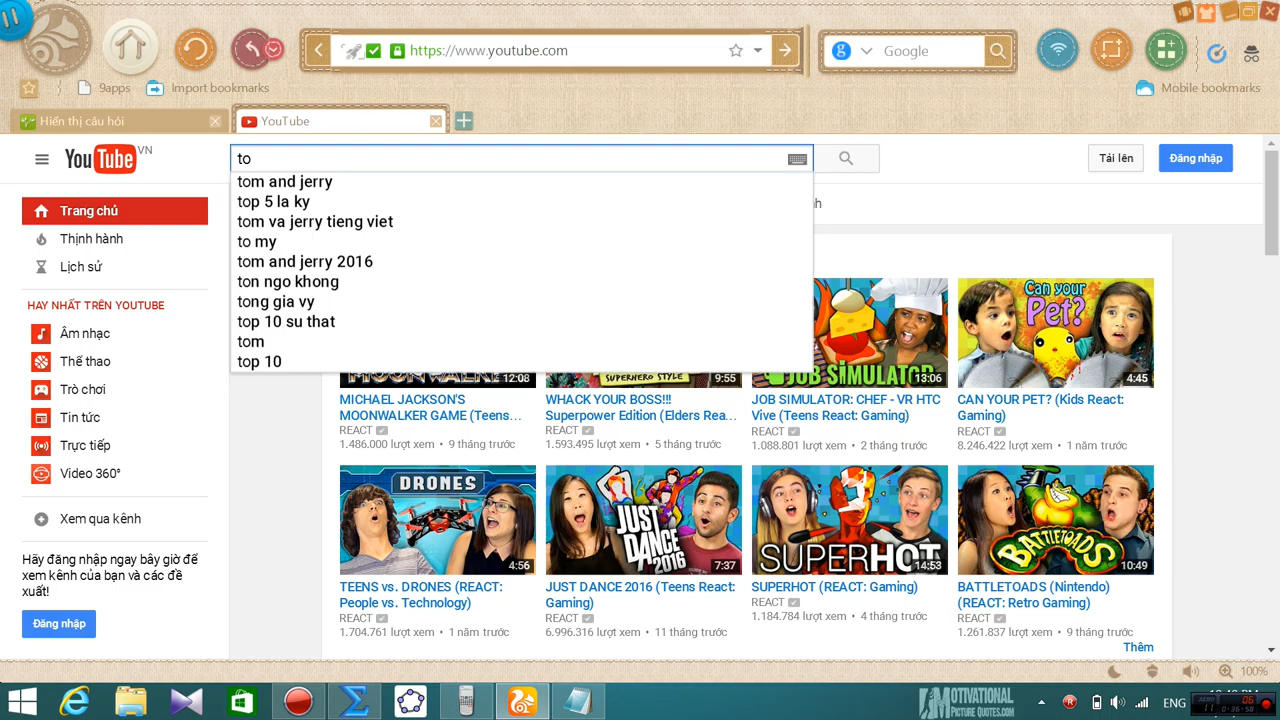 https://www.youtube.com
Google
9apps
Import bookmarks
Mobile bookmarks
Hiển thị câu hỏi
YouTube
YouTube VN
to
Tải lên
Đăng nhập
tom and jerry
top 5 la ky
tom va jerry tieng viet
to my
tom and jerry 2016
ton ngo khong
tong gia vy
top 10 su that
tom
top 10
Trang chủ
Thịnh hành
Lịch sử
HAY NHẤT TRÊN YOUTUBE
Âm nhạc
Thể thao
Trò chơi
Tin tức
Trực tiếp
Video 360°
Xem qua kênh
Hãy đăng nhập ngay bây giờ để
xem kênh của bạn và các đề
xuất!
Đăng nhập
MOONWALKER
12:08
SUPERHERO STYLE
9:55
JOB SIMULATOR
13:06
Can your
Pet?
4:45
MICHAEL JACKSON'S
MOONWALKER GAME (Teens...
REACT
1.486.000 lượt xem • 9 tháng trước
WHACK YOUR BOSS!!!
Superpower Edition (Elders Rea...
REACT
1.593.495 lượt xem • 5 tháng trước
JOB SIMULATOR: CHEF - VR HTC
Vive (Teens React: Gaming)
REACT
1.088.801 lượt xem • 2 tháng trước
CAN YOUR PET? (Kids React:
Gaming)
REACT
8.246.422 lượt xem • 1 năm trước
DRONES
4:56
JUST
DANCE
2016
7:37
SUPERHOT
14:53
BATTLETOADS
10:49
TEENS vs. DRONES (REACT:
People vs. Technology)
REACT
1.704.761 lượt xem • 1 năm trước
JUST DANCE 2016 (Teens React:
Gaming)
REACT
6.996.316 lượt xem • 11 tháng trước
SUPERHOT (REACT: Gaming)
REACT
1.184.784 lượt xem • 4 tháng trước
BATTLETOADS (Nintendo)
(REACT: Retro Gaming)
REACT
1.261.837 lượt xem • 9 tháng trước
Thêm
100%
MOTIVATIONAL
PICTURE QUOTES.COM
ENG